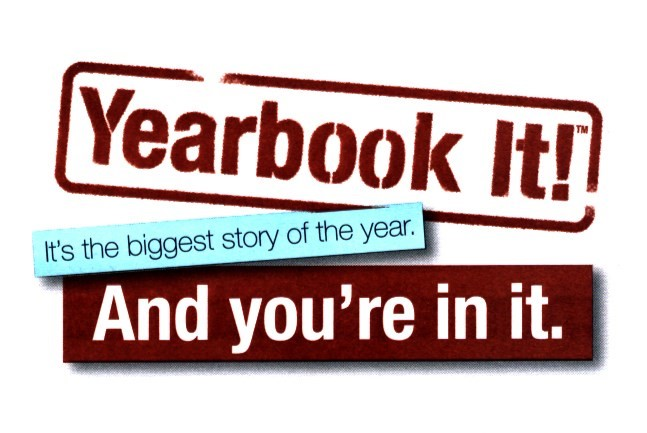 Yearbook It!™
It's the biggest story of the year.
And you're in it.